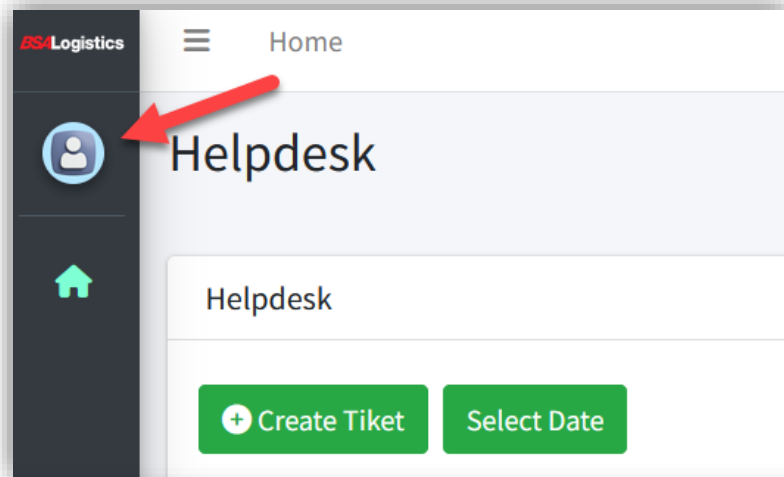 BSALogistics
Home
Helpdesk
Helpdesk
Create Tiket
Select Date